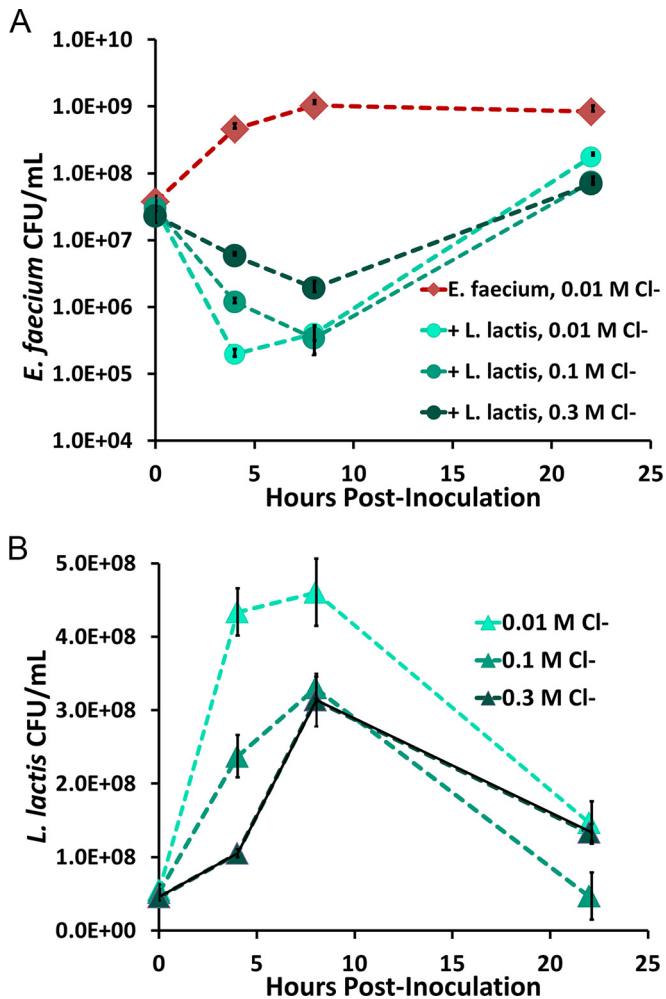 A
1.0E+10
1.0E+09
1.0E+08
1.0E+07
1.0E+06
1.0E+05
1.0E+04
E. faecium CFU/mL
E. faecium, 0.01 M Cl-
+ L. lactis, 0.01 M Cl-
+ L. lactis, 0.1 M Cl-
+ L. lactis, 0.3 M Cl-
0 5 10 15 20 25
Hours Post-Inoculation
B
5.0E+08
4.0E+08
3.0E+08
2.0E+08
1.0E+08
0.0E+00
L. lactis CFU/mL
0.01 M Cl-
0.1 M Cl-
0.3 M Cl-
0 5 10 15 20 25
Hours Post-Inoculation